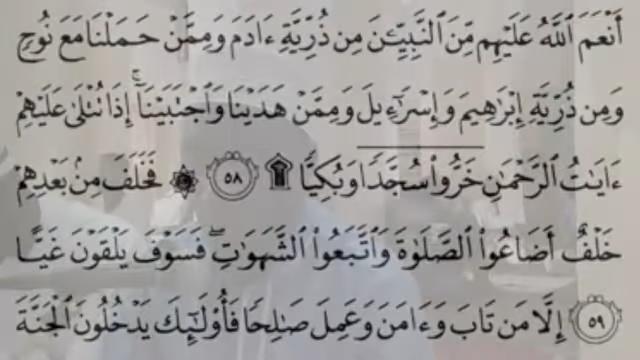 أَنْعَمَ ٱللَّهُ عَلَيْهِم مِّنَ ٱلنَّبِيِّـۧنَ مِن ذُرِّيَّةِ ءَادَمَ وَمِمَّنْ حَمَلْنَا مَعَ نُوحٍ
وَمِن ذُرِّيَّةِ إِبْرَٰهِيمَ وَإِسْرَٰٓءِيلَ وَمِمَّنْ هَدَيْنَا وَٱجْتَبَيْنَآ ۚ إِذَا تُتْلَىٰ عَلَيْهِمْ
ءَايَٰتُ ٱلرَّحْمَٰنِ خَرُّوا۟ سُجَّدًا وَبُكِيًّا ۩ ٥٨ ۞ فَخَلَفَ مِنۢ بَعْدِهِمْ
خَلْفٌ أَضَاعُوا۟ ٱلصَّلَوٰةَ وَٱتَّبَعُوا۟ ٱلشَّهَوَٰتِ ۖ فَسَوْفَ يَلْقَوْنَ غَيًّا
٥٩ إِلَّا مَن تَابَ وَءَامَنَ وَعَمِلَ صَٰلِحًا فَأُو۟لَٰٓئِكَ يَدْخُلُونَ ٱلْجَنَّةَ